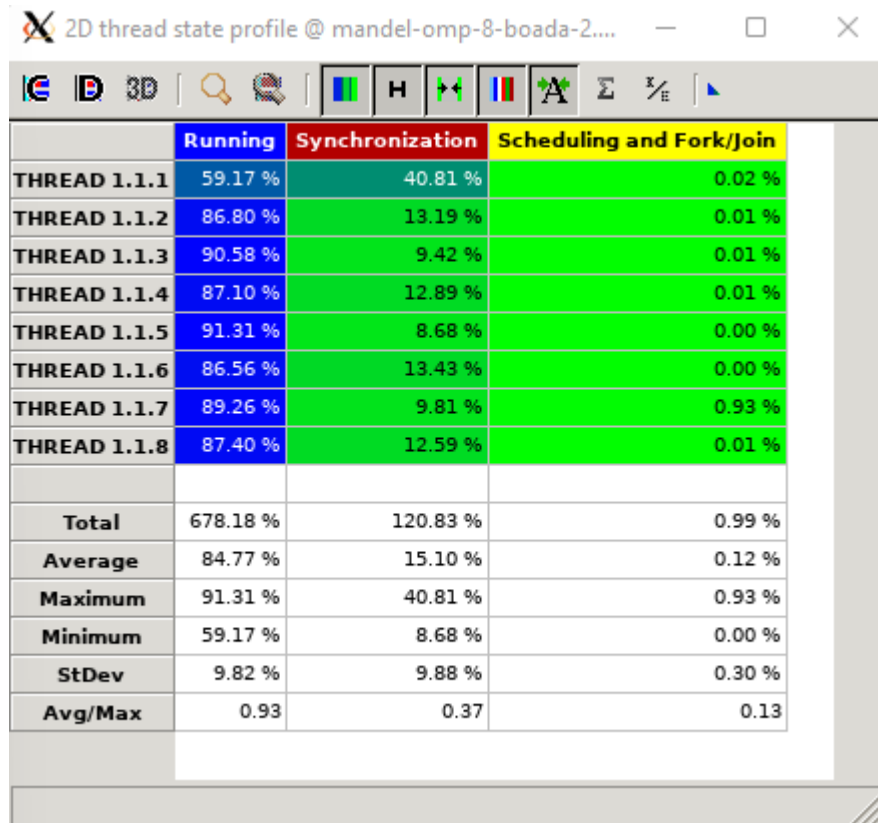 2D thread state profile @ mandel-omp-8-boada-2....
3D H A Σ
Running Synchronization Scheduling and Fork/Join
THREAD 1.1.1 59.17 % 40.81 % 0.02 %
THREAD 1.1.2 86.80 % 13.19 % 0.01 %
THREAD 1.1.3 90.58 % 9.42 % 0.01 %
THREAD 1.1.4 87.10 % 12.89 % 0.01 %
THREAD 1.1.5 91.31 % 8.68 % 0.00 %
THREAD 1.1.6 86.56 % 13.43 % 0.00 %
THREAD 1.1.7 89.26 % 9.81 % 0.93 %
THREAD 1.1.8 87.40 % 12.59 % 0.01 %
Total 678.18 % 120.83 % 0.99 %
Average 84.77 % 15.10 % 0.12 %
Maximum 91.31 % 40.81 % 0.93 %
Minimum 59.17 % 8.68 % 0.00 %
StDev 9.82 % 9.88 % 0.30 %
Avg/Max 0.93 0.37 0.13